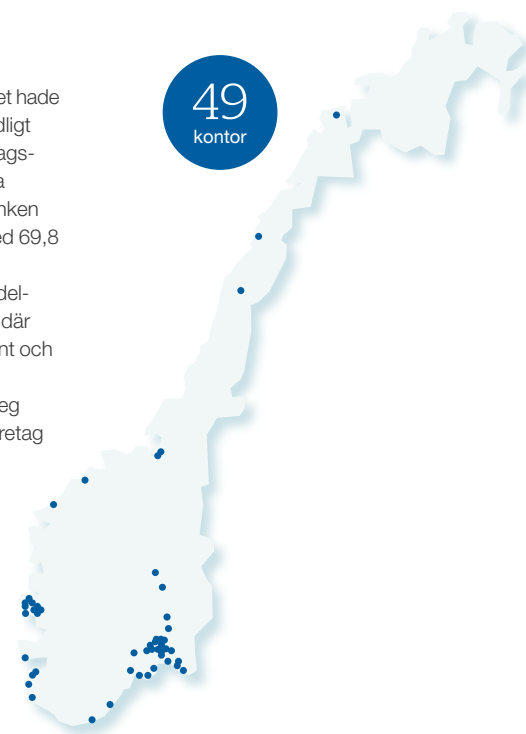 et hade
dligt
ags-
a
nken
ed 69,8
del-
där
nt och
eg
retag
49
kontor